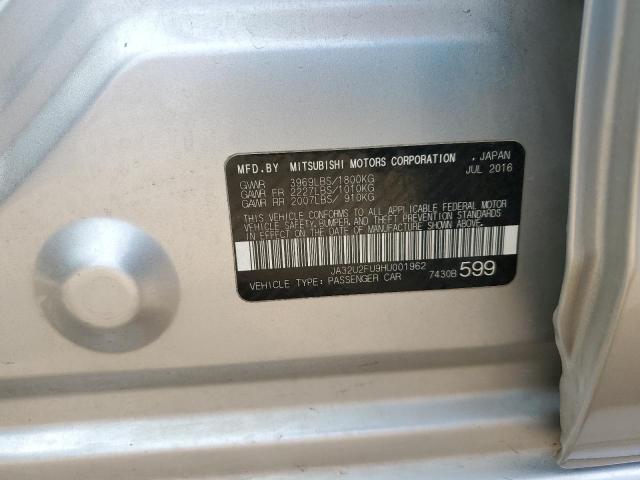 MFD.BY MITSUBISHI MOTORS CORPORATION . JAPAN
JUL 2016
GVWR 3969LBS/1800KG
GAWR FR 2227LBS/1010KG
GAWR RR 2007LBS/ 910KG
THIS VEHICLE CONFORMS TO ALL APPLICABLE FEDERAL MOTOR
VEHICLE SAFETY,BUMPER AND THEFT PREVENTION STANDARDS
IN EFFECT ON THE DATE OF MANUFACTURE SHOWN ABOVE.
JA32U2FU9HU001962
VEHICLE TYPE: PASSENGER CAR 7430B 599